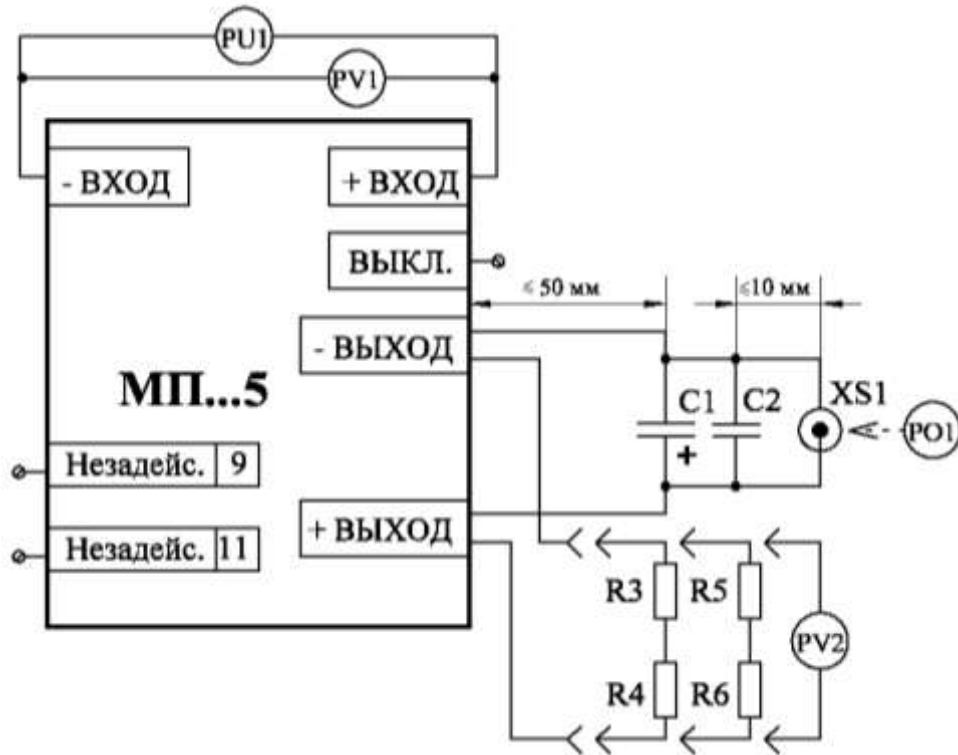 PU1
PV1
- ВХОД
+ ВХОД
ВЫКЛ.
⩽ 50 мм
⩽10 мм
- ВЫХОД
МП...5
C1
C2
XS1
PO1
+
Незадейс. 9
+ ВЫХОД
Незадейс. 11
R3
R5
R4
R6
PV2